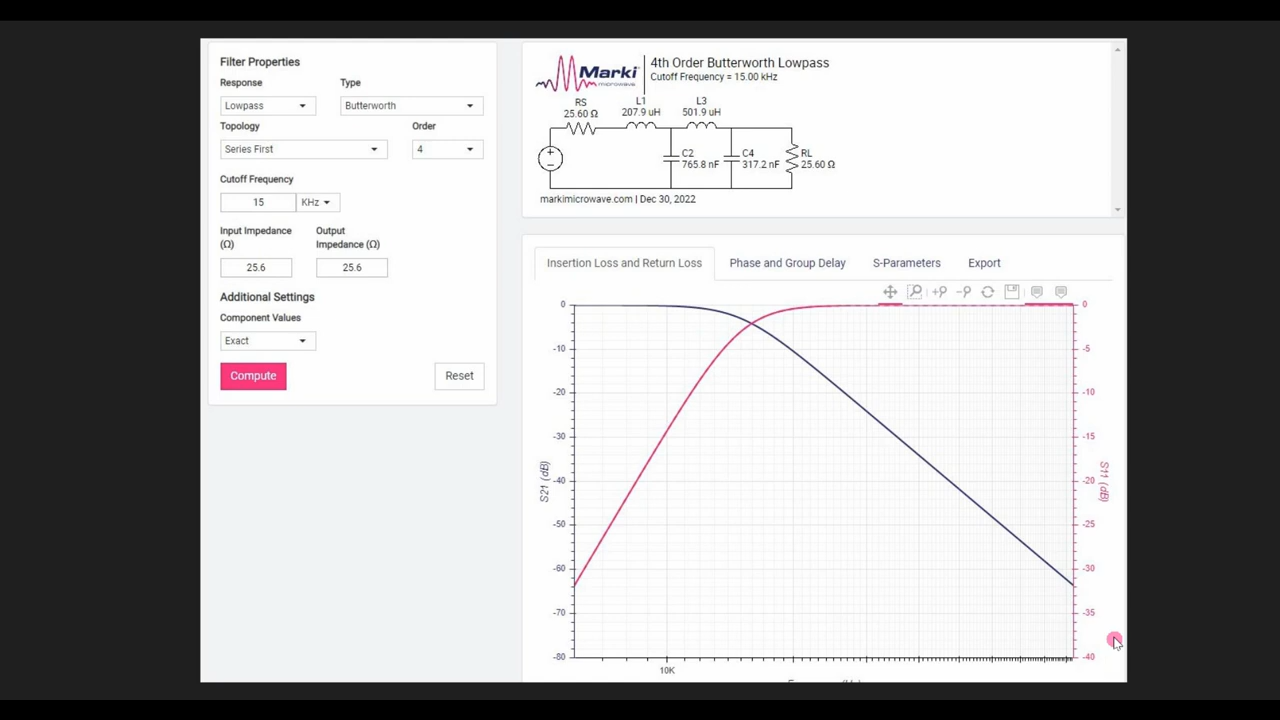 Filter Properties
Response
Type
Lowpass
Butterworth
Topology
Order
Series First
4
Cutoff Frequency
15
KHz
Input Impedance
(Ω)
Output
Impedance (Ω)
25.6
25.6
Additional Settings
Component Values
Exact
Compute
Reset
Marki
microwave
4th Order Butterworth Lowpass
Cutoff Frequency = 15.00 kHz
RS
25.60 Ω
L1
207.9 uH
L3
501.9 uH
C2
765.8 nF
C4
317.2 nF
RL
25.60 Ω
markimicrowave.com | Dec 30, 2022
Insertion Loss and Return Loss
Phase and Group Delay
S-Parameters
Export
0
-10
-20
-30
-40
-50
-60
-70
-80
S21 (dB)
0
-5
-10
-15
-20
-25
-30
-35
-40
S11 (dB)
10K